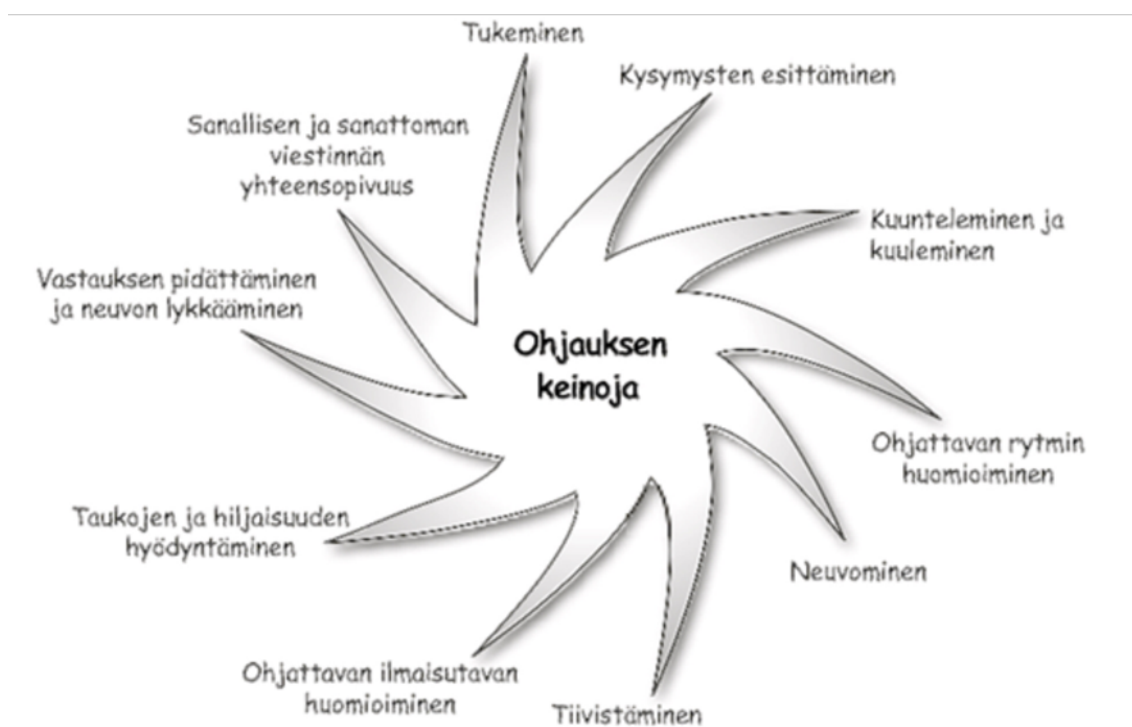 Tukeminen
Kysymysten esittäminen
Sanallisen ja sanattoman
viestinnän
yhteensopivuus
Kuunteleminen ja
kuuleminen
Vastauksen pidättäminen
ja neuvon lykkääminen
Ohjauksen
keinoja
Ohjattavan rytmin
huomioiminen
Taukojen ja hiljaisuuden
hyödyntäminen
Neuvominen
Ohjattavan ilmaisutavan
huomioiminen
Tiivistäminen